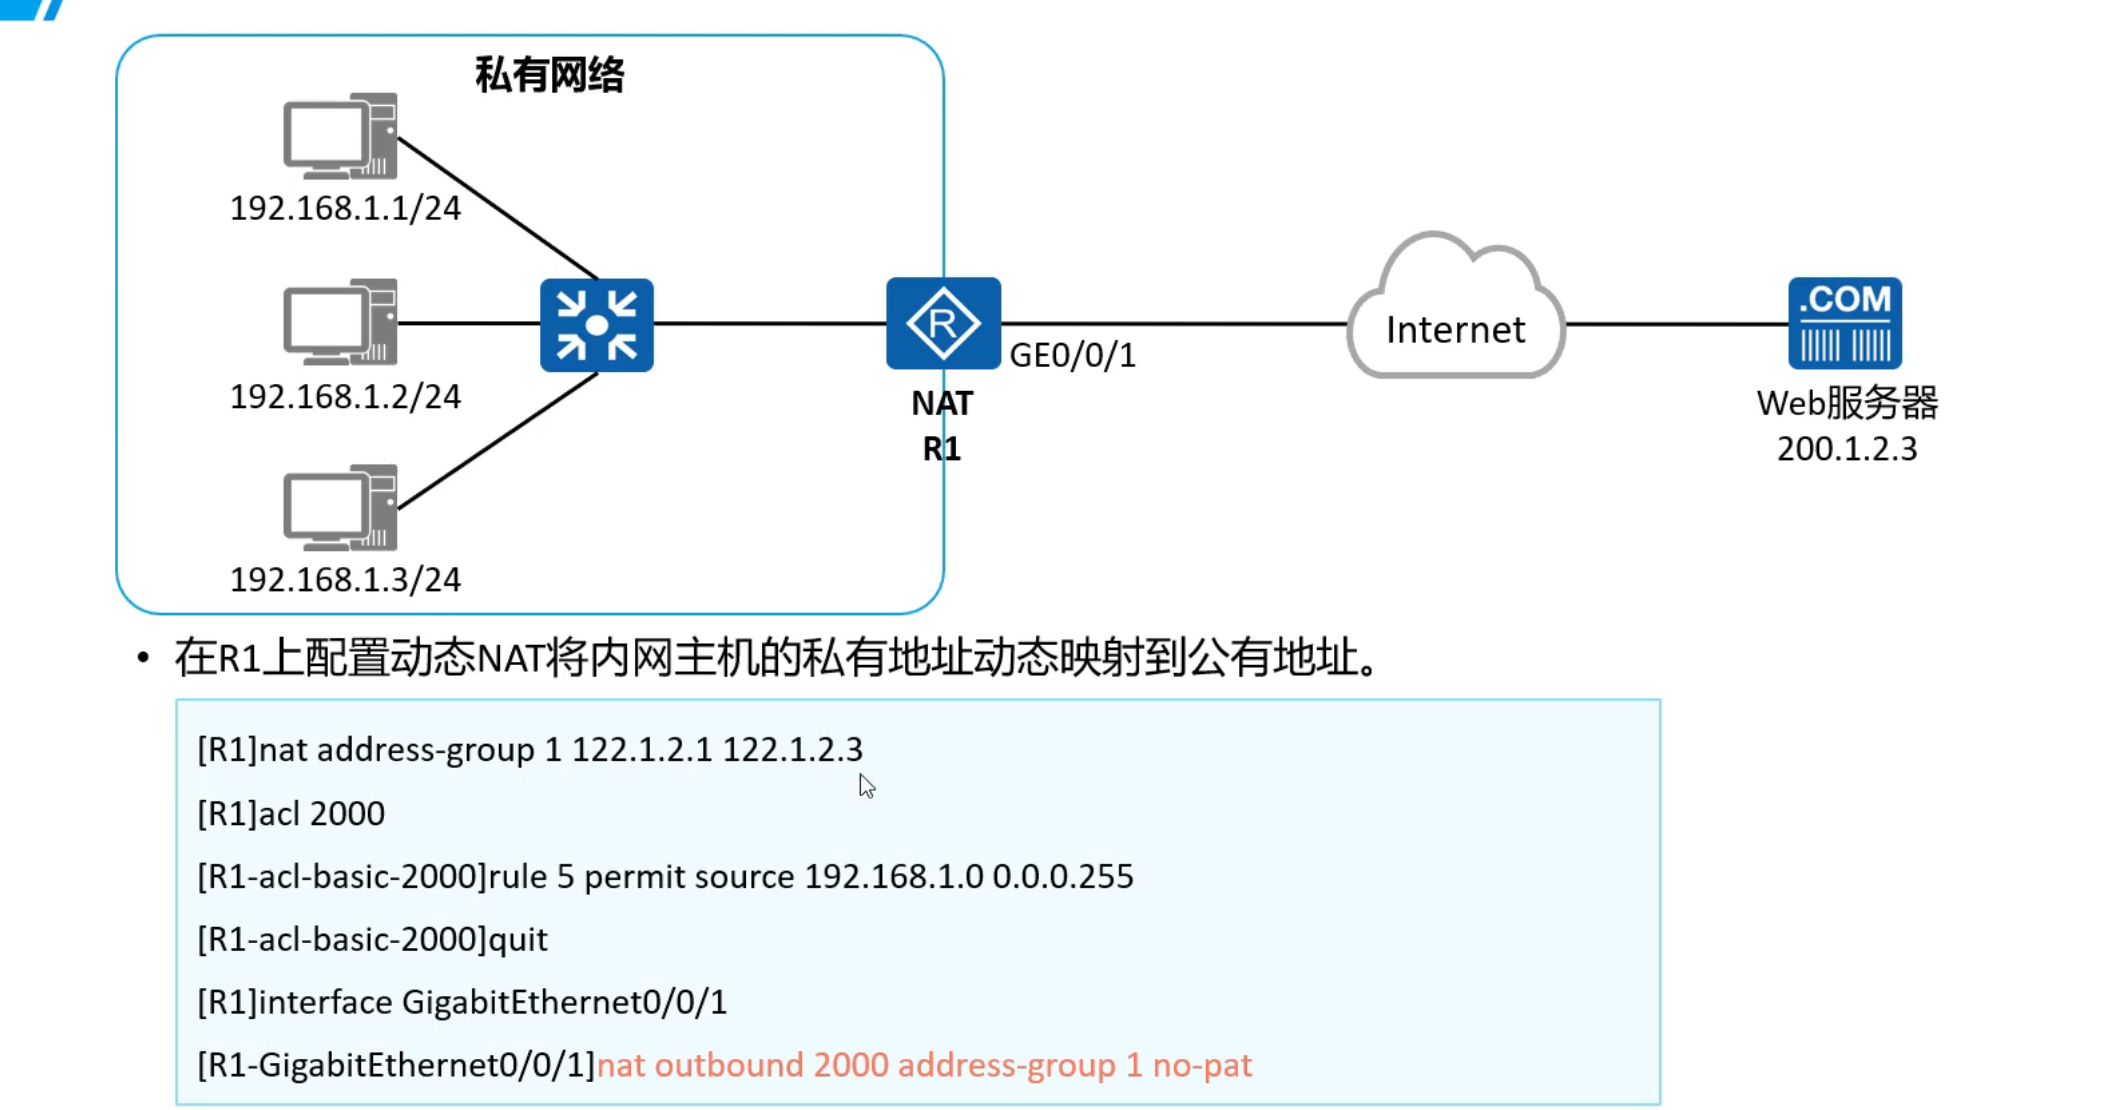 私有网络
192.168.1.1/24
192.168.1.2/24
192.168.1.3/24
R
GE0/0/1
NAT
R1
Internet
.COM
Web服务器
200.1.2.3
• 在R1上配置动态NAT将内网主机的私有地址动态映射到公有地址。
[R1]nat address-group 1 122.1.2.1 122.1.2.3
[R1]acl 2000
[R1-acl-basic-2000]rule 5 permit source 192.168.1.0 0.0.0.255
[R1-acl-basic-2000]quit
[R1]interface GigabitEthernet0/0/1
[R1-GigabitEthernet0/0/1]nat outbound 2000 address-group 1 no-pat